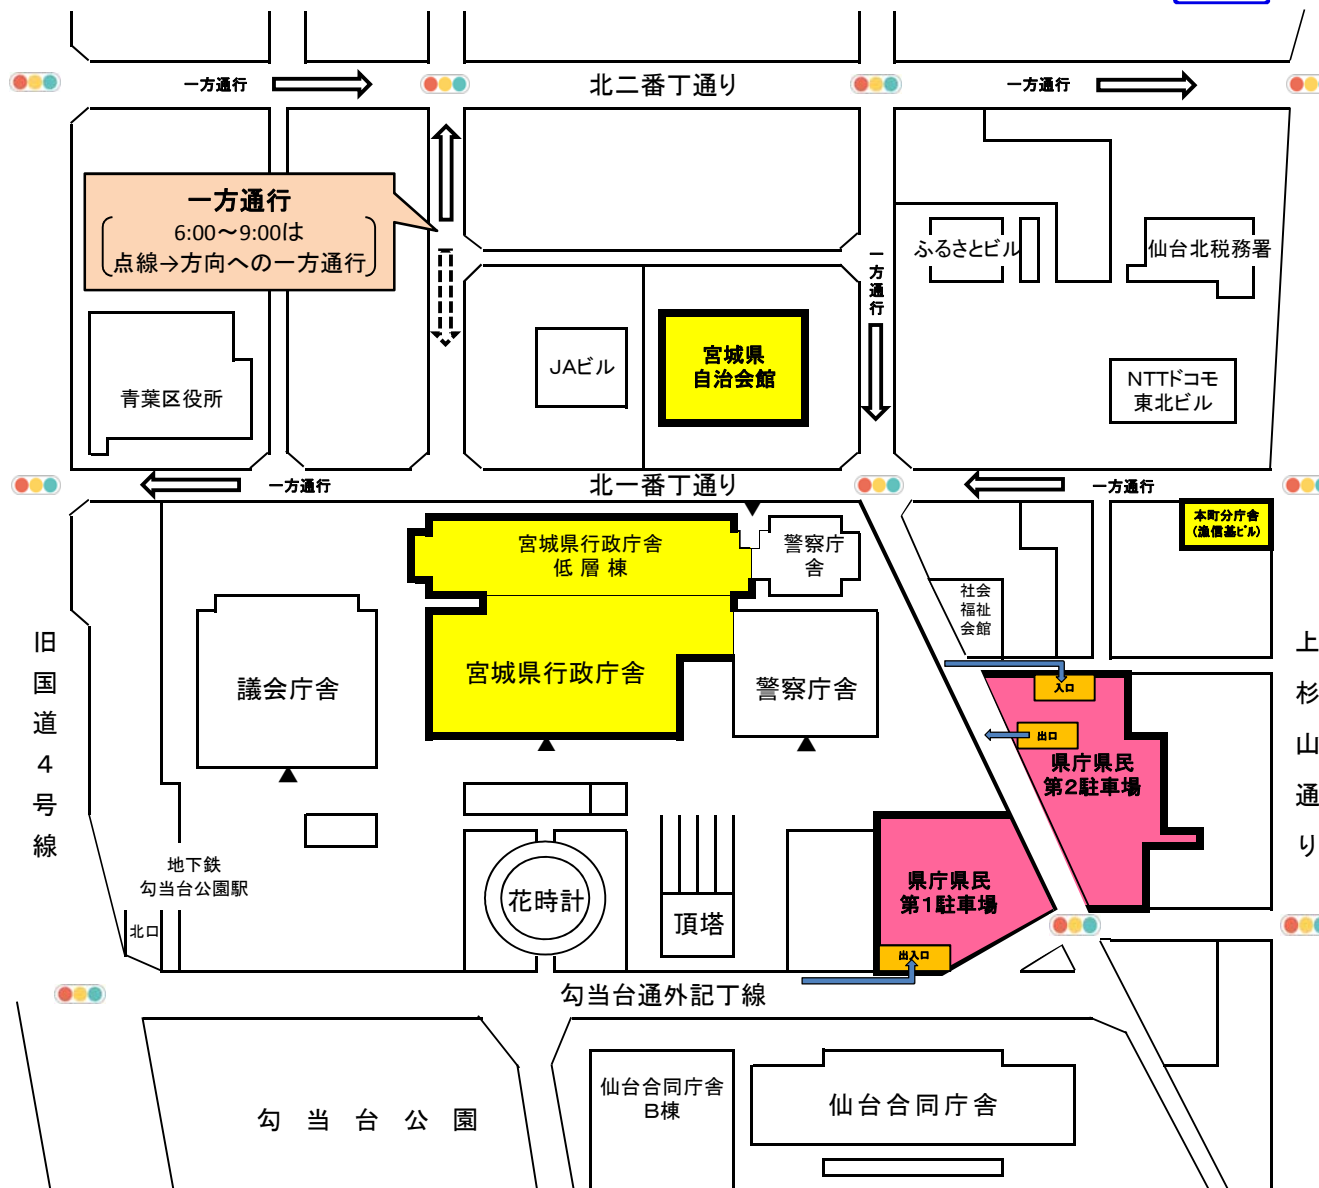 一方通行
北二番丁通り
一方通行
一方通行
6:00～9:00は
点線→方向への一方通行
一方通行
ふるさとビル
仙台北税務署
青葉区役所
JAビル
宮城県
自治会館
NTTドコモ
東北ビル
一方通行
北一番丁通り
一方通行
本町分庁舎
(漁信基ビル)
宮城県行政庁舎
低層棟
警察庁
舎
社会
福祉
会館
旧国道4号線
議会庁舎
宮城県行政庁舎
警察庁舎
上杉山通り
入口
出口
県庁県民
第2駐車場
地下鉄
勾当台公園駅
北口
花時計
頂塔
県庁県民
第1駐車場
出入口
勾当台通外記丁線
勾当台公園
仙台合同庁舎
B棟
仙台合同庁舎